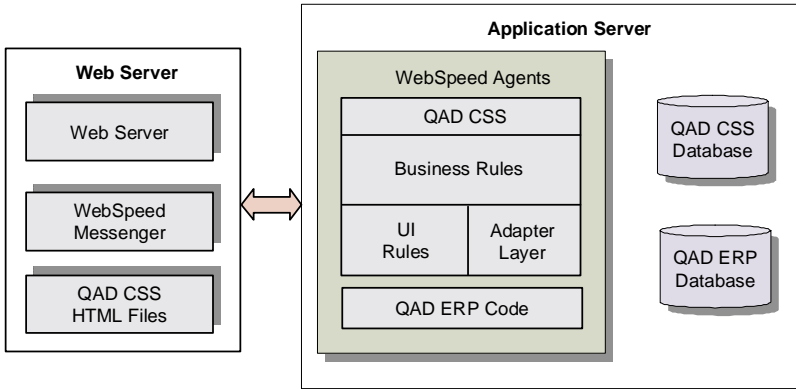 Application Server
Web Server
Web Server
WebSpeed
Messenger
QAD CSS
HTML Files
WebSpeed Agents
QAD CSS
Business Rules
UI
Rules
Adapter
Layer
QAD ERP Code
QAD CSS
Database
QAD ERP
Database